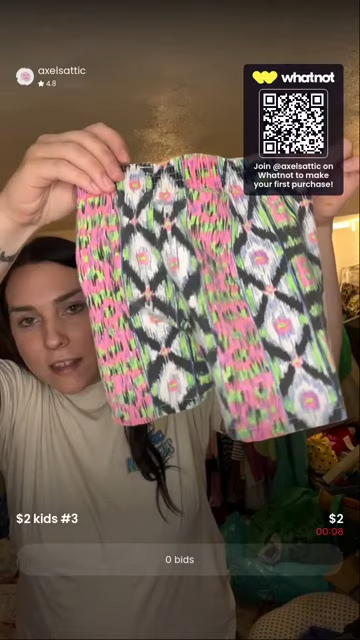 axelsattic
★ 4.8
whatnot
Join @axelsattic on
Whatnot to make
your first purchase!
$2 kids #3
$2
00:08
0 bids